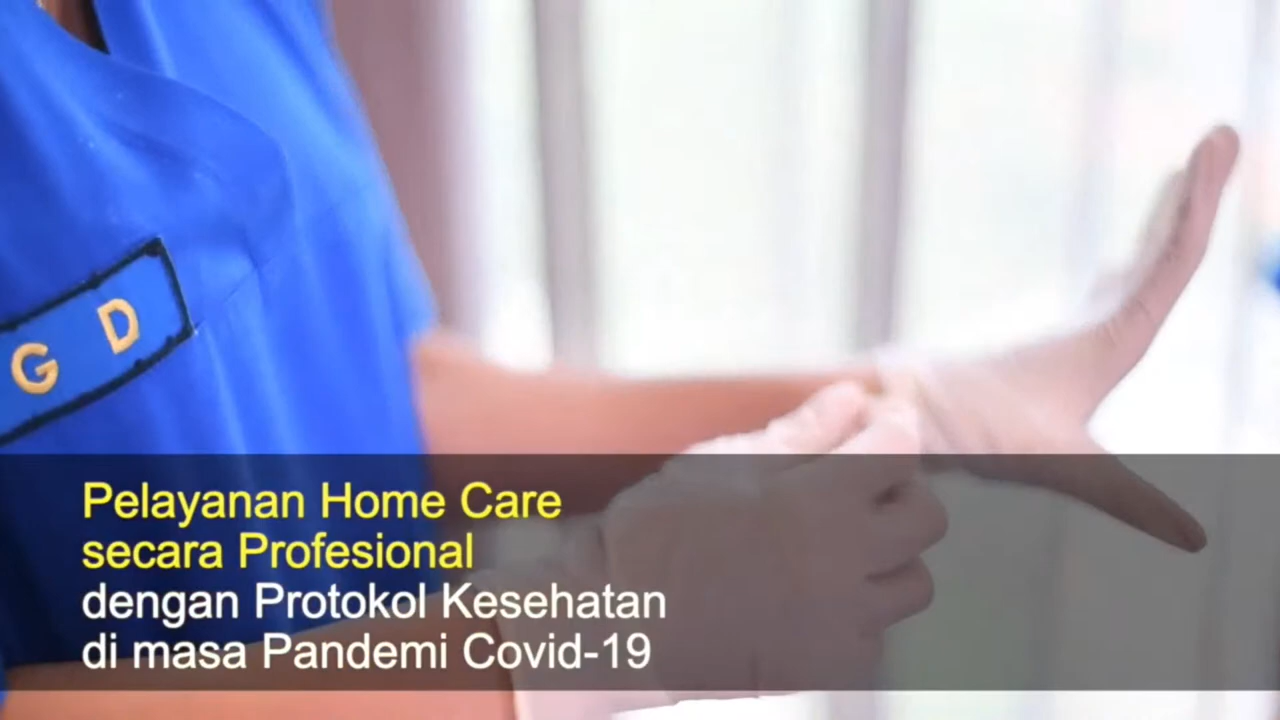 G D
Pelayanan Home Care
secara Profesional
dengan Protokol Kesehatan
di masa Pandemi Covid-19